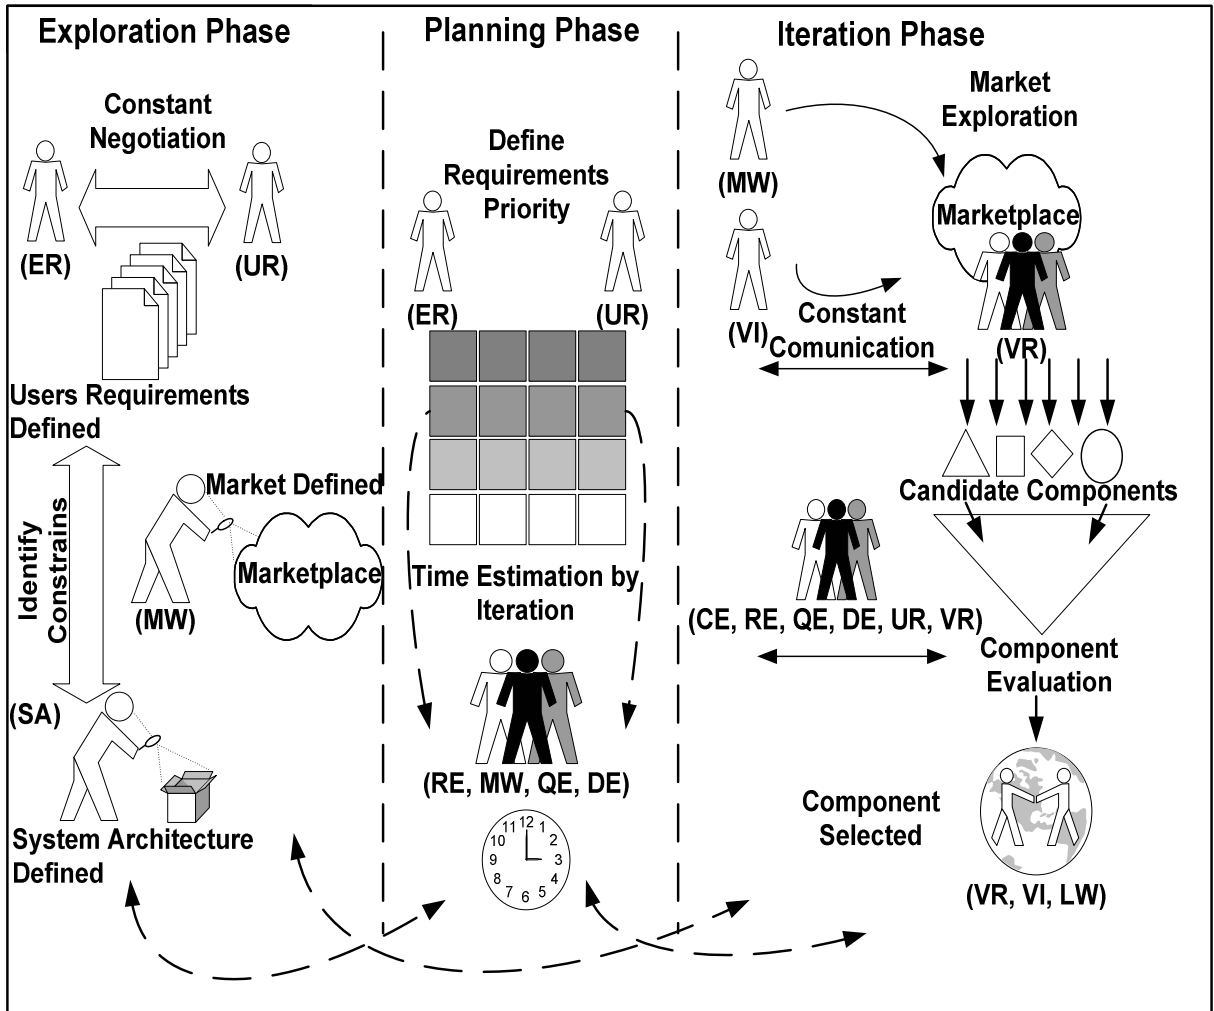 Exploration Phase
Constant
Negotiation
(ER)
(UR)
Users Requirements
Defined
Identify
Constrains
Market Defined
Marketplace
(MW)
(SA)
System Architecture
Defined
Planning Phase
Define
Requirements
Priority
(ER)
(UR)
Time Estimation by
Iteration
(RE, MW, QE, DE)
11 12 1
10 2
9 3
8 4
7 6 5
Iteration Phase
(MW)
Market
Exploration
Marketplace
(VI)
Constant
Comunication
(VR)
Candidate Components
(CE, RE, QE, DE, UR, VR)
Component
Evaluation
Component
Selected
(VR, VI, LW)